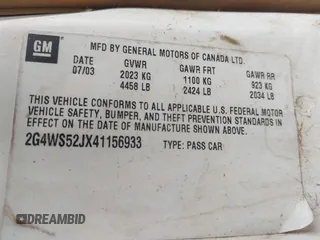 GM
MFD BY GENERAL MOTORS OF CANADA LTD.
DATE GVWR GAWR FRT GAWR RR
07/03 2023 KG 1100 KG 923 KG
4458 LB 2424 LB 2034 LB
THIS VEHICLE CONFORMS TO ALL APPLICABLE U.S. FEDERAL MOTOR
VEHICLE SAFETY, BUMPER, AND THEFT PREVENTION STANDARDS IN
EFFECT ON THE DATE OF MANUFACTURE SHOWN ABOVE.
2G4WS52JX41156933 TYPE: PASS CAR
DREAMBID